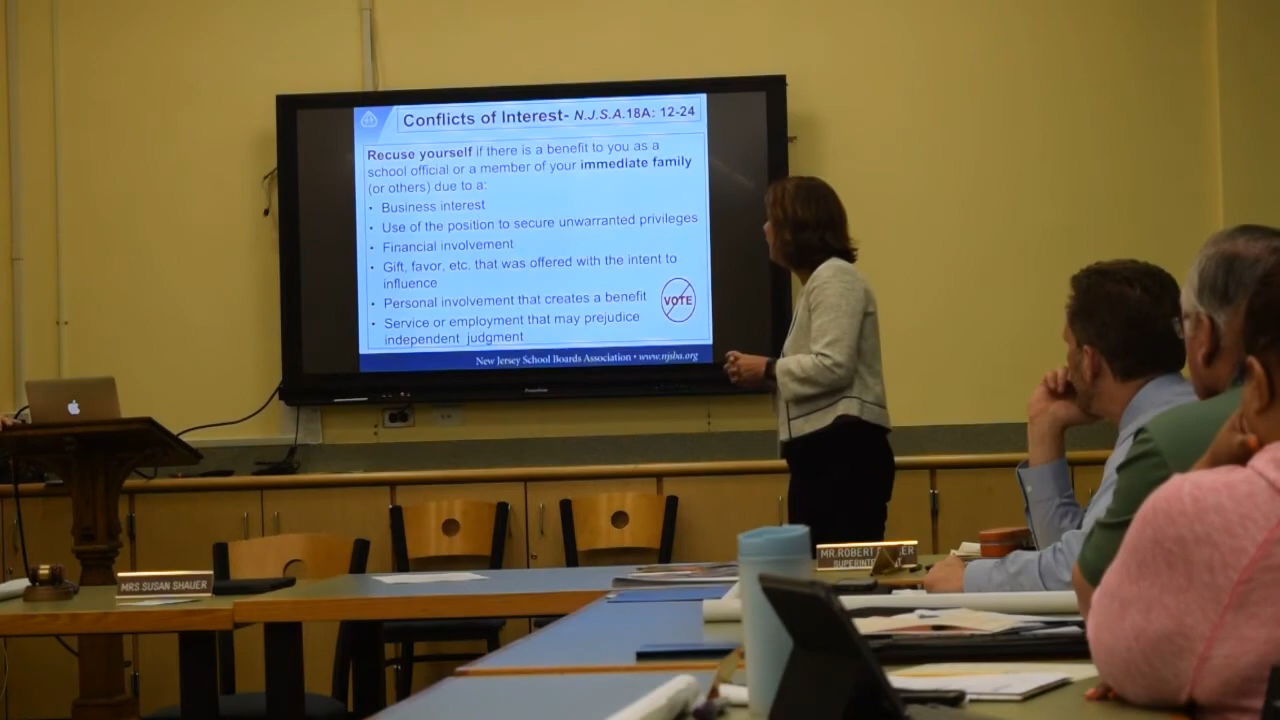 Conflicts of Interest- N.J.S.A.18A: 12-24
Recuse yourself if there is a benefit to you as a
school official or a member of your immediate family
(or others) due to a:
• Business interest
• Use of the position to secure unwarranted privileges
• Financial involvement
• Gift, favor, etc. that was offered with the intent to
influence
• Personal involvement that creates a benefit
VOTE
• Service or employment that may prejudice
independent judgment
New Jersey School Boards Association • www.njsba.org
MRS SUSAN SHAUER
MR. ROBERT